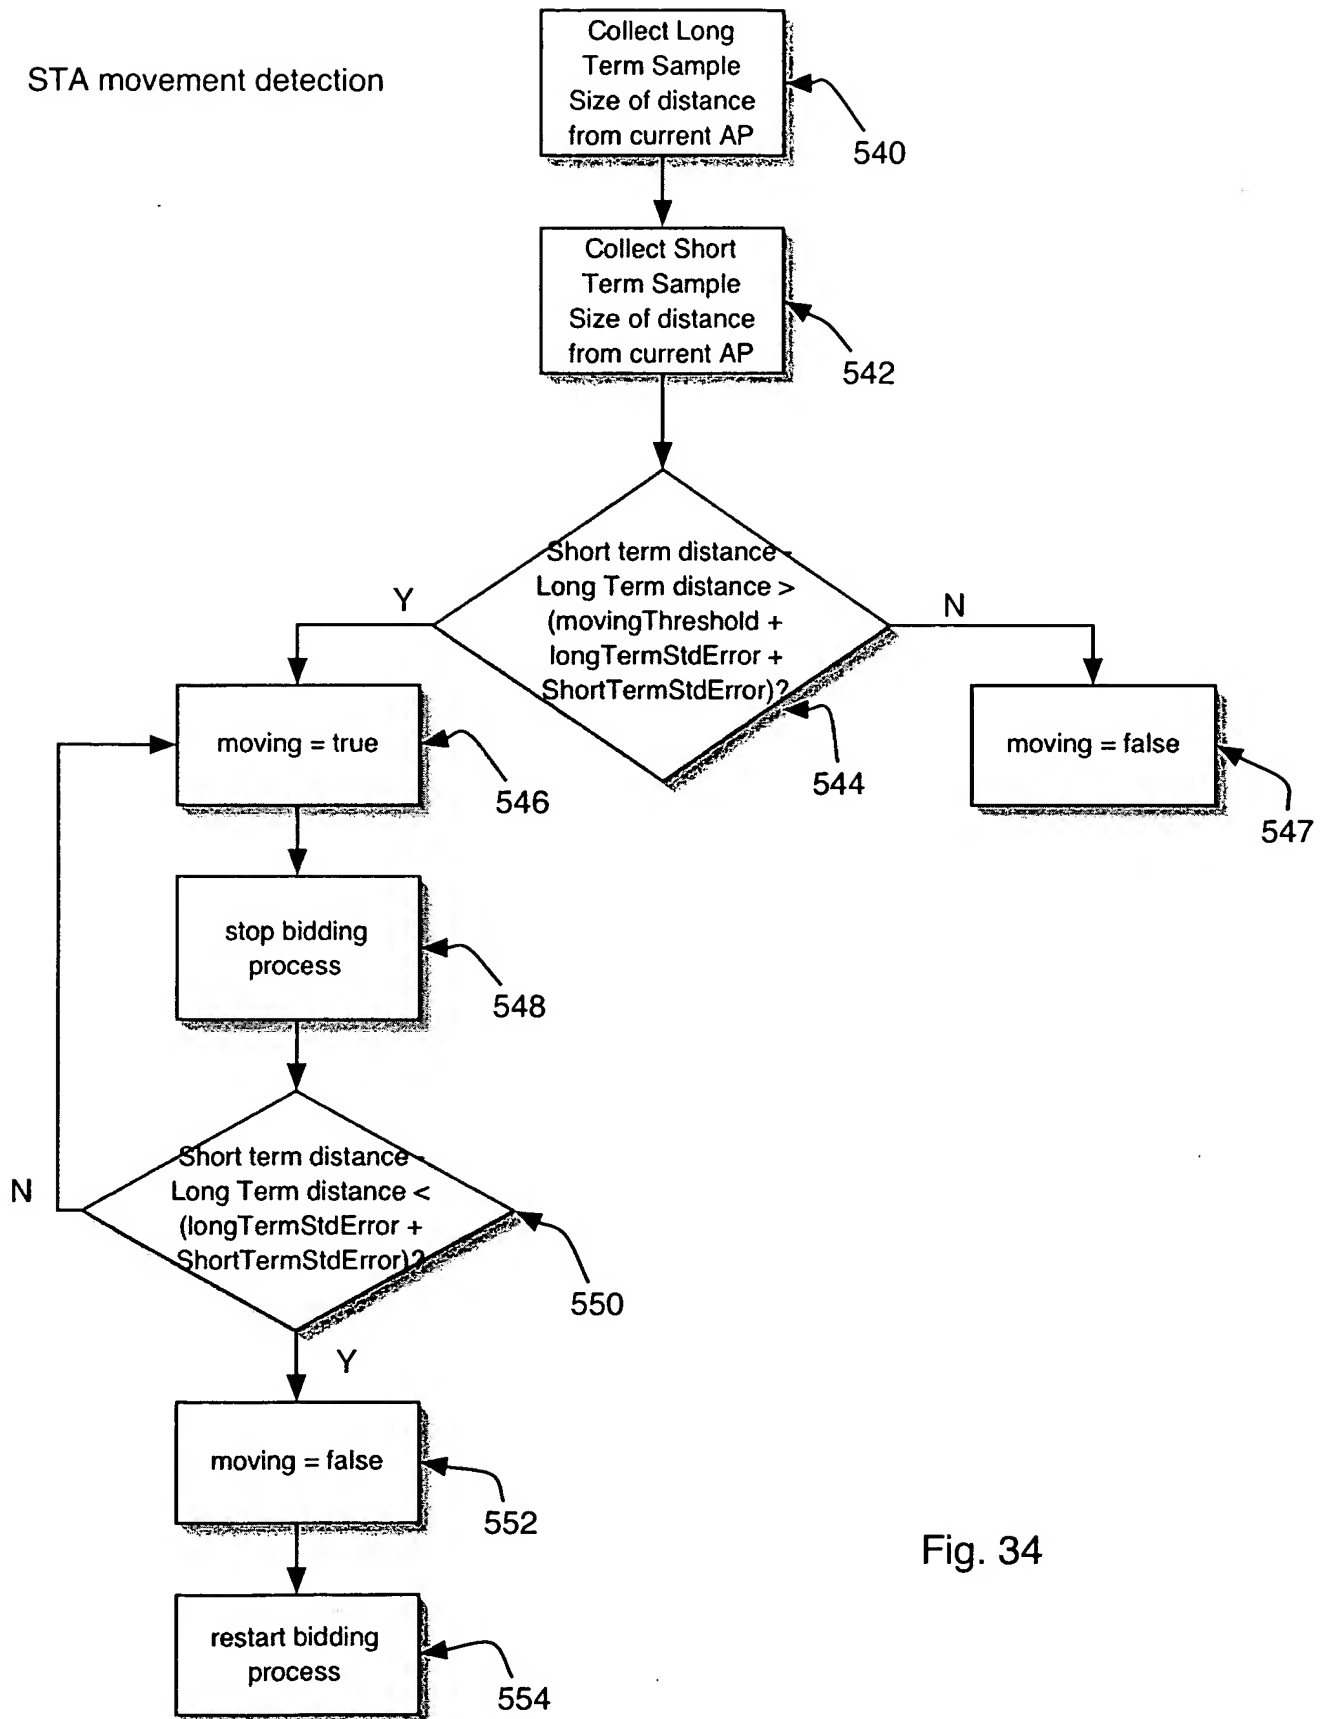 STA movement detection
Collect Long
Term Sample
Size of distance
from current AP
540
Collect Short
Term Sample
Size of distance
from current AP
542
Short term distance -
Long Term distance >
(movingThreshold +
longTermStdError +
ShortTermStdError)?
Y
N
544
moving = true
546
moving = false
547
stop bidding
process
548
Short term distance -
Long Term distance <
(longTermStdError +
ShortTermStdError)?
N
550
Y
moving = false
552
restart bidding
process
554
Fig. 34